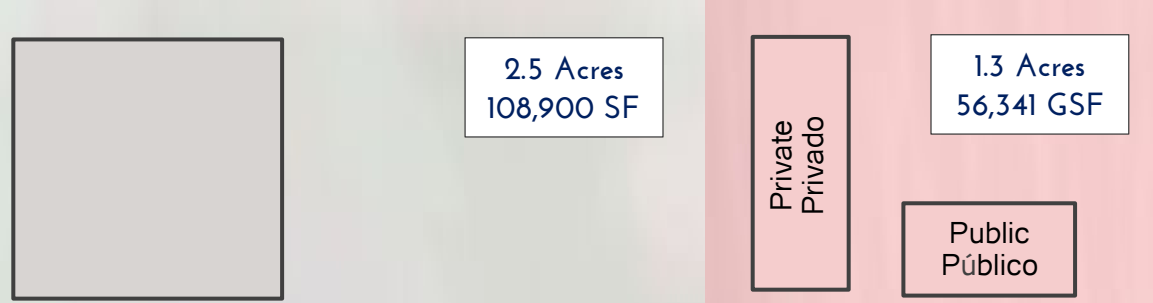 2.5 Acres
108,900 SF
Private
Privado
1.3 Acres
56,341 GSF
Public
Público